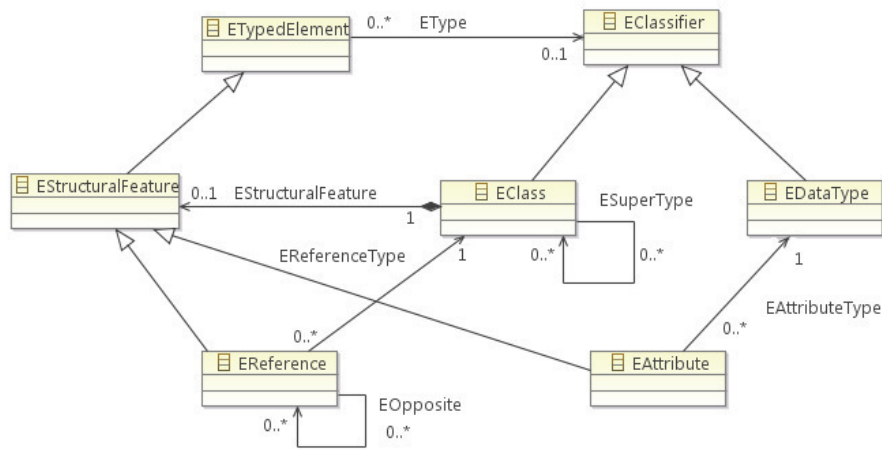 ETypedElement
0..*
EType
0..1
EClassifier
EStructuralFeature
0..1
EStructuralFeature
1
EClass
ESuperType
0..*
0..*
EDataType
EReferenceType
1
1
0..*
EAttributeType
0..*
EReference
EAttribute
EOpposite
0..*
0..*